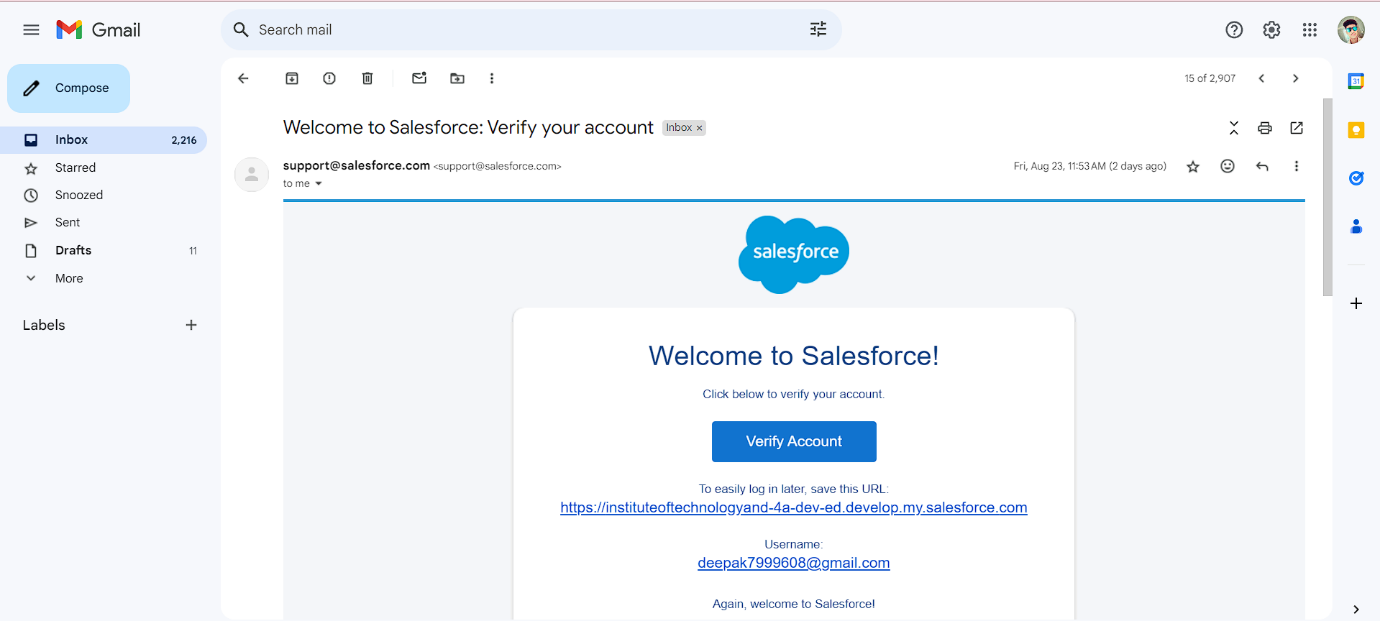 Gmail
Search mail
Compose
15 of 2,907
Inbox 2,216
Starred
Snoozed
Sent
Drafts 11
More
Labels
Welcome to Salesforce: Verify your account Inbox ×
support@salesforce.com <support@salesforce.com>
Fri, Aug 23, 11:53 AM (2 days ago)
to me
salesforce
Welcome to Salesforce!
Click below to verify your account.
Verify Account
To easily log in later, save this URL:
https://instituteoftechnologyand-4a-dev-ed.develop.my.salesforce.com
Username:
deepak7999608@gmail.com
Again, welcome to Salesforce!
31